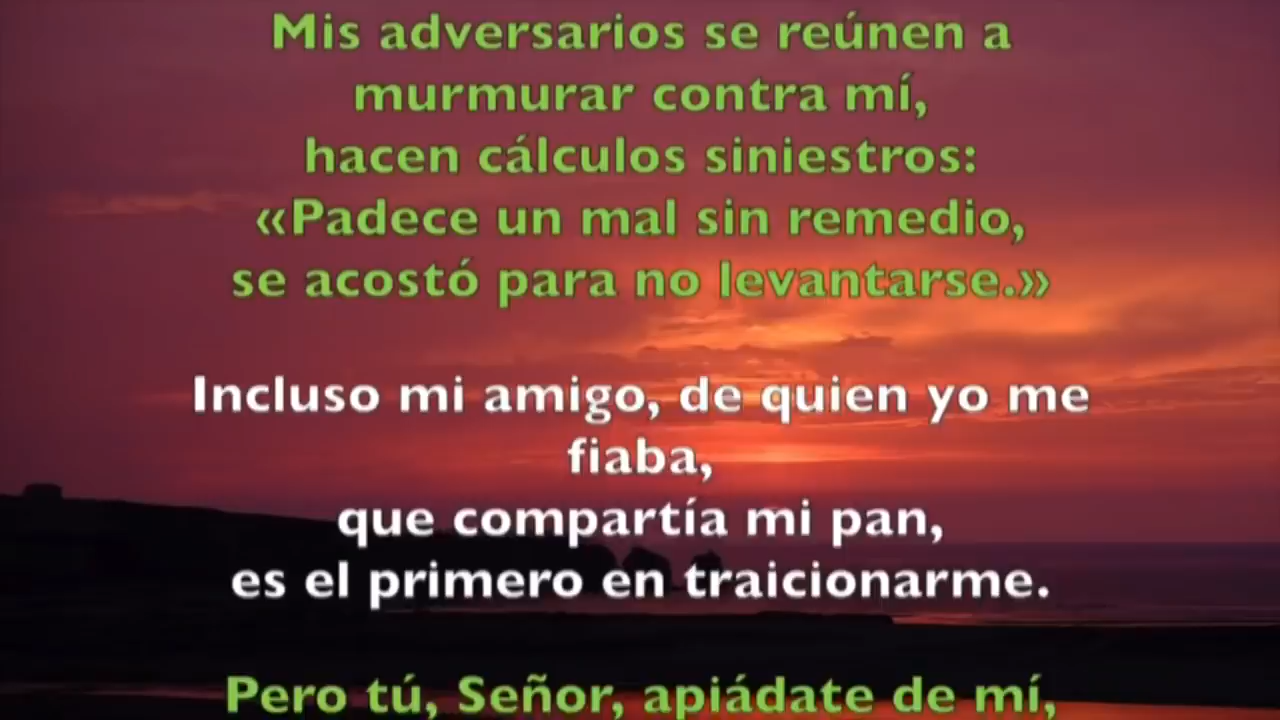 Mis adversarios se reúnen a
murmurar contra mí,
hacen cálculos siniestros:
«Padece un mal sin remedio,
se acostó para no levantarse.»
Incluso mi amigo, de quien yo me
fiaba,
que compartía mi pan,
es el primero en traicionarme.
Pero tú, Señor, apiádate de mí,